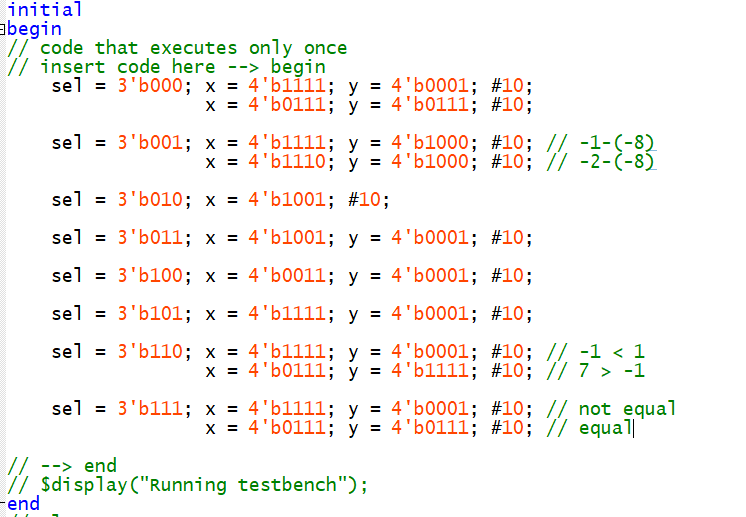 initial
begin
// code that executes only once
// insert code here --> begin
sel = 3'b000; x = 4'b1111; y = 4'b0001; #10;
x = 4'b0111; y = 4'b0111; #10;
sel = 3'b001; x = 4'b1111; y = 4'b1000; #10; // -1-(-8)
x = 4'b1110; y = 4'b1000; #10; // -2-(-8)
sel = 3'b010; x = 4'b1001; #10;
sel = 3'b011; x = 4'b1001; y = 4'b0001; #10;
sel = 3'b100; x = 4'b0011; y = 4'b0001; #10;
sel = 3'b101; x = 4'b1111; y = 4'b0001; #10;
sel = 3'b110; x = 4'b1111; y = 4'b0001; #10; // -1 < 1
x = 4'b0111; y = 4'b1111; #10; // 7 > -1
sel = 3'b111; x = 4'b1111; y = 4'b0001; #10; // not equal
x = 4'b0111; y = 4'b0111; #10; // equal
// --> end
// $display("Running testbench");
end